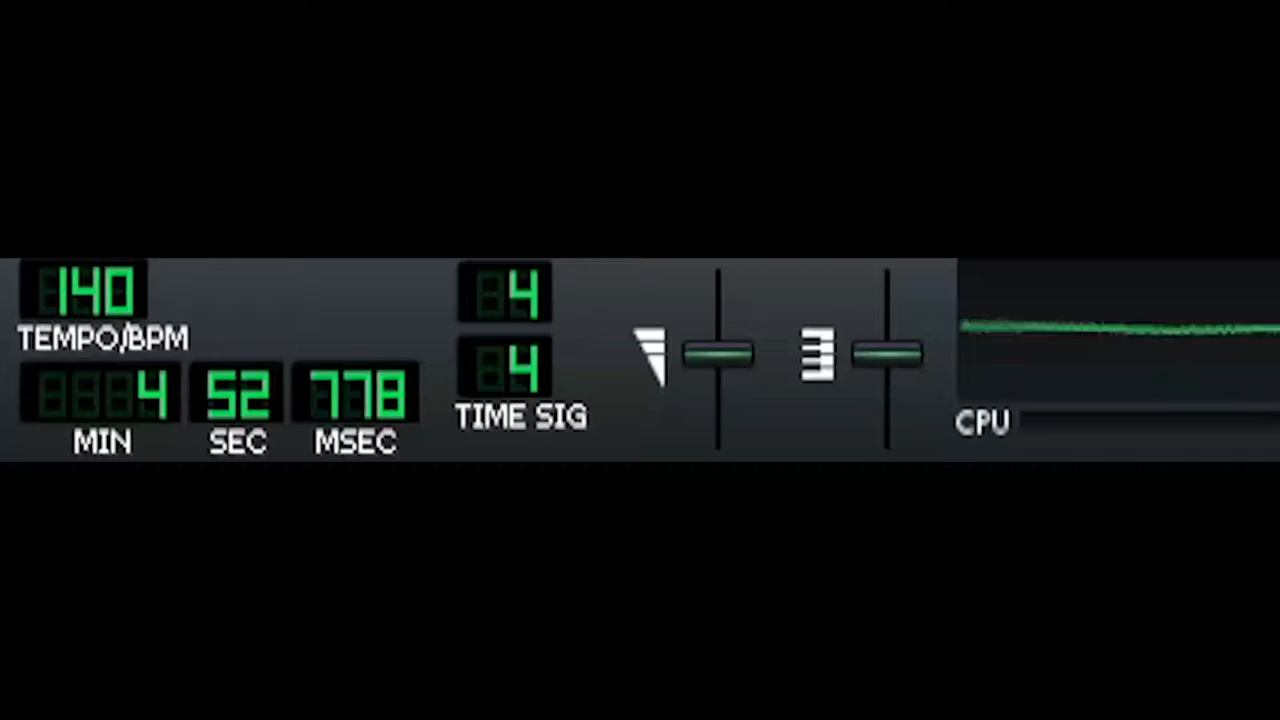 140
TEMPO/BPM
4 52 778
MIN SEC MSEC
4
4
TIME SIG
CPU